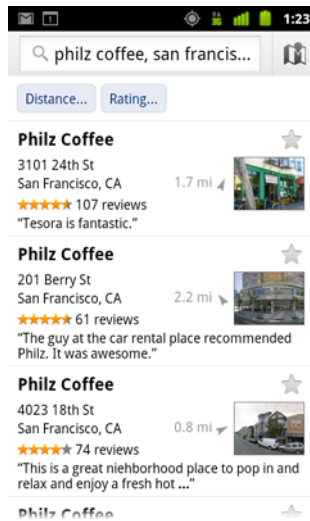 1:23
philz coffee, san francis...
Distance...
Rating...
Philz Coffee
3101 24th St
San Francisco, CA
1.7 mi
107 reviews
“Tesora is fantastic.”
Philz Coffee
201 Berry St
San Francisco, CA
2.2 mi
61 reviews
“The guy at the car rental place recommended
Philz. It was awesome.”
Philz Coffee
4023 18th St
San Francisco, CA
0.8 mi
74 reviews
“This is a great niehborhood place to pop in and
relax and enjoy a fresh hot ...”
Philz Coffee